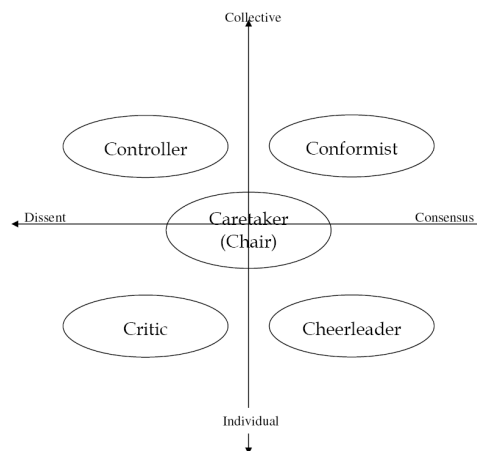 Collective
Controller
Conformist
Dissent
Caretaker
(Chair)
Consensus
Critic
Cheerleader
Individual